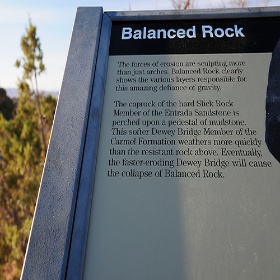 Balanced Rock
The forces of erosion are sculpting more
than just arches. Balanced Rock clearly
shows the various layers responsible for
this amazing defiance of gravity.
The caprock of the hard Slick Rock
Member of the Entrada Sandstone is
perched upon a pedestal of mudstone.
This softer Dewey Bridge Member of the
Carmel Formation weathers more quickly
than the resistant rock above. Eventually,
the faster-eroding Dewey Bridge will cause
the collapse of Balanced Rock.